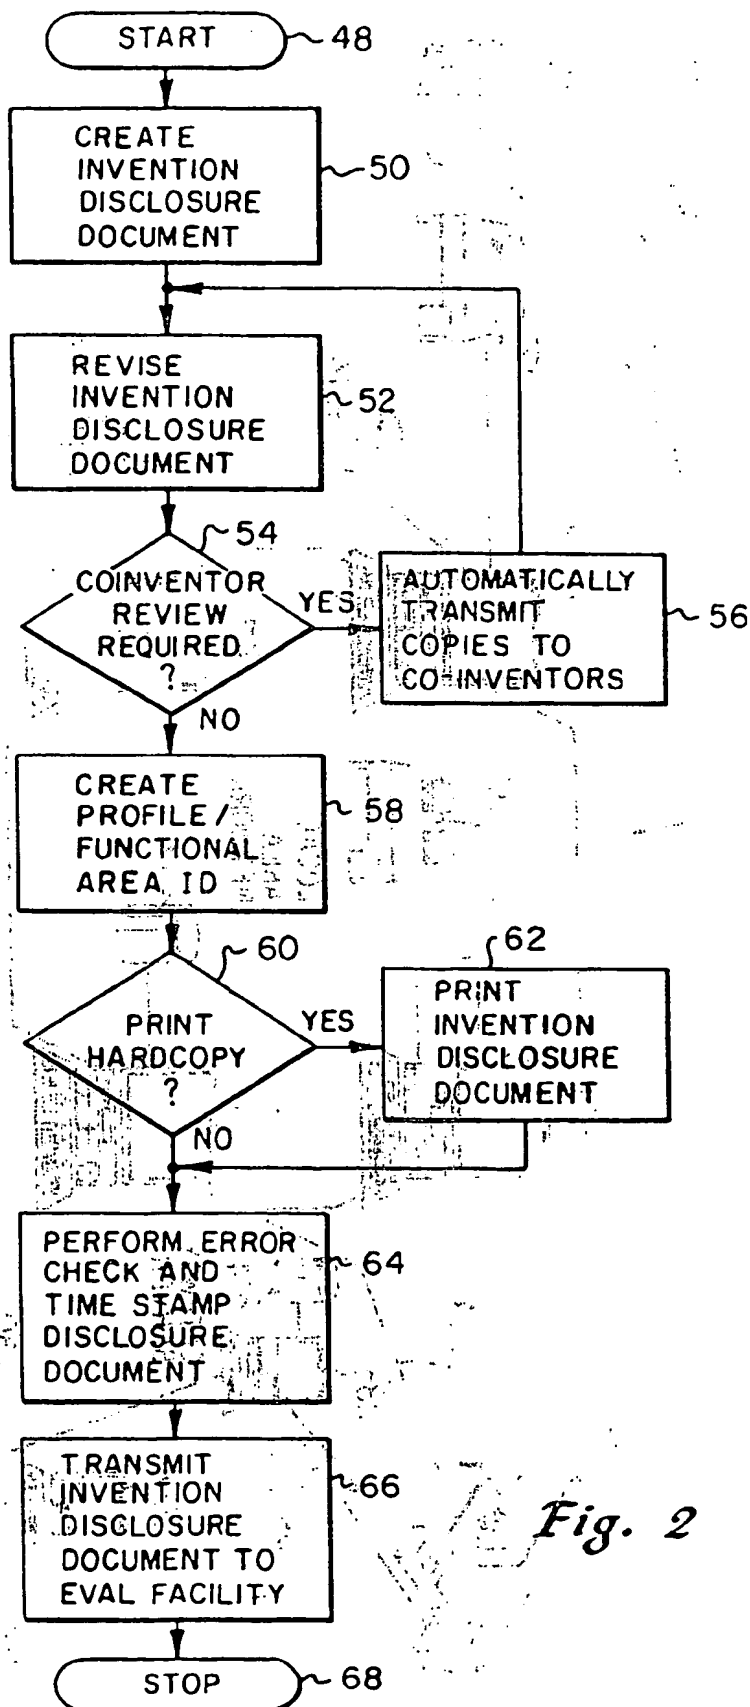 START 48
CREATE
INVENTION
DISCLOSURE
DOCUMENT
50
REVISE
INVENTION
DISCLOSURE
DOCUMENT
52
54
COINVENTOR
REVIEW
REQUIRED
?
YES
NO
AUTOMATICALLY
TRANSMIT
COPIES TO
CO-INVENTORS
56
CREATE
PROFILE/
FUNCTIONAL
AREA ID
58
60
PRINT
HARDCOPY
?
YES
NO
62
PRINT
INVENTION
DISCLOSURE
DOCUMENT
PERFORM ERROR
CHECK AND
TIME STAMP
DISCLOSURE
DOCUMENT
64
TRANSMIT
INVENTION
DISCLOSURE
DOCUMENT TO
EVAL FACILITY
66
Fig. 2
STOP 68